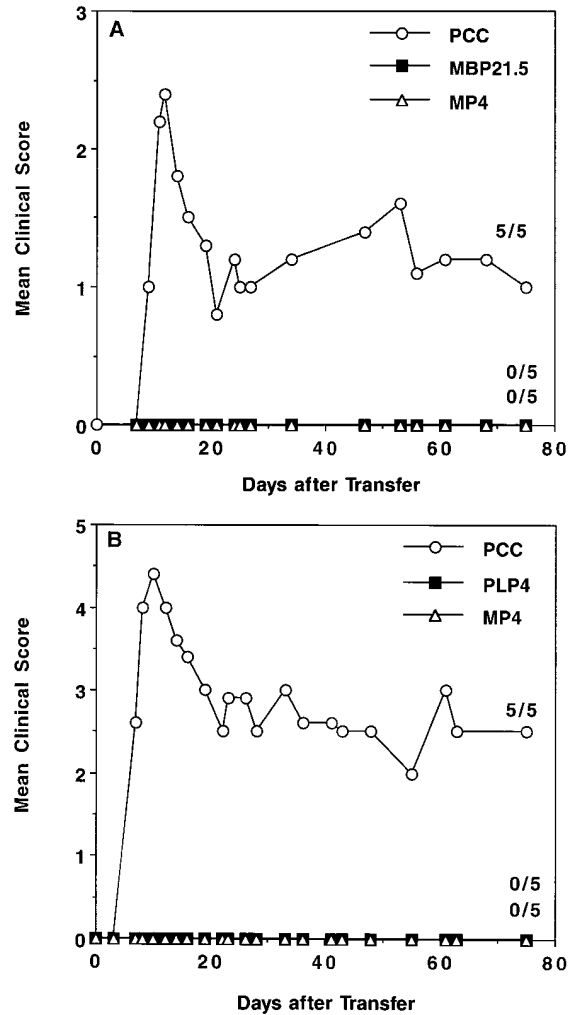 A
3
PCC
MBP21.5
MP4
2
5/5
1
0/5
0/5
0
0
20
40
60
80
Mean Clinical Score
Days after Transfer
B
5
PCC
PLP4
MP4
4
3
5/5
2
1
0/5
0/5
0
0
20
40
60
80
Mean Clinical Score
Days after Transfer